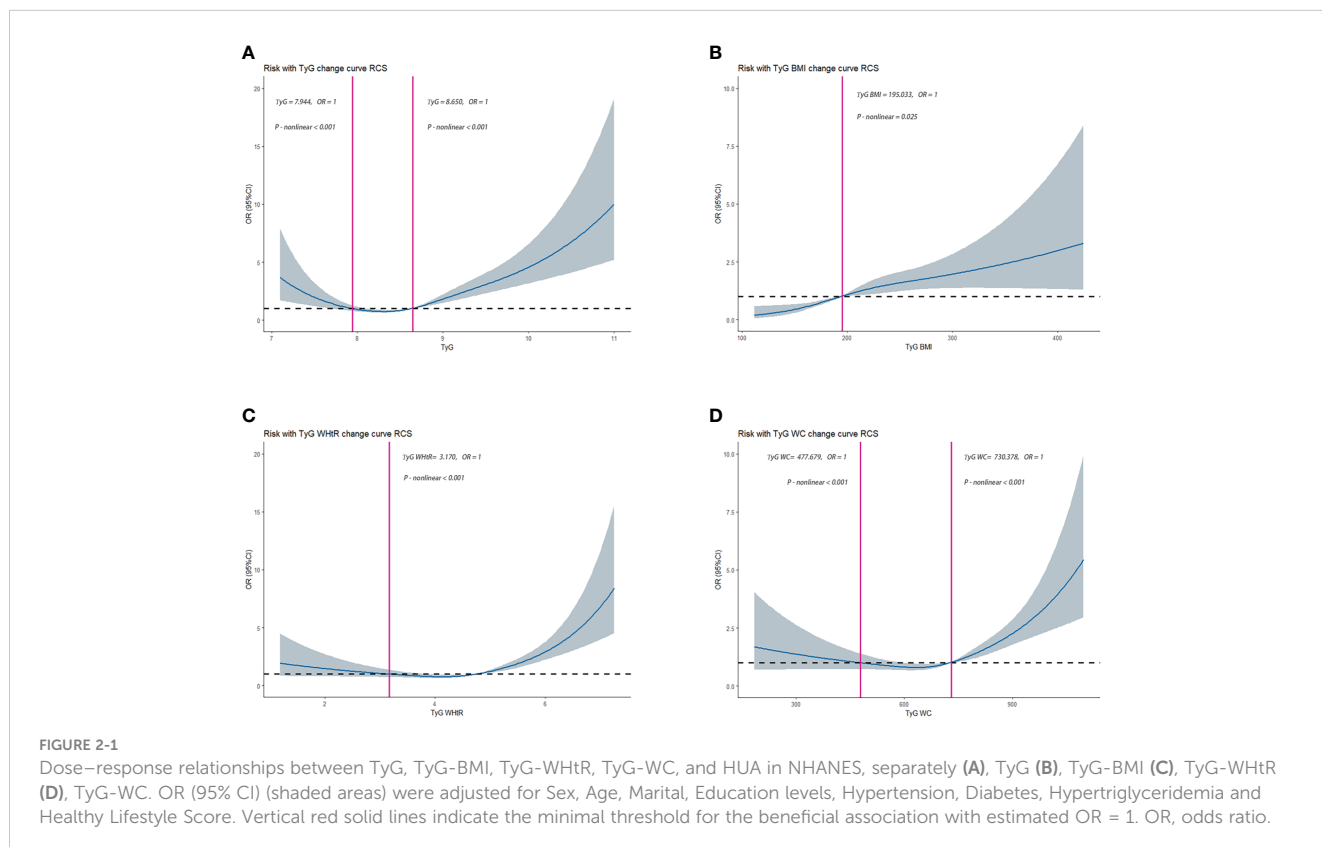 A
Risk with TyG change curve RCS
TyG = 7.944, OR = 1
TyG = 8.650, OR = 1
P - nonlinear < 0.001
P - nonlinear < 0.001
OR (95%CI)
20
15
10
5
0
7
8
9
10
11
TyG
B
Risk with TyG BMI change curve RCS
TyG BMI = 195.033, OR = 1
P - nonlinear = 0.025
OR (95%CI)
10.0
7.5
5.0
2.5
0.0
100
200
300
400
TyG BMI
C
Risk with TyG WHtR change curve RCS
TyG WHtR= 3.170, OR = 1
P - nonlinear < 0.001
OR (95%CI)
20
15
10
5
0
2
4
6
TyG WHtR
D
Risk with TyG WC change curve RCS
TyG WC= 477.679, OR = 1
TyG WC= 730.378, OR = 1
P - nonlinear < 0.001
P - nonlinear < 0.001
OR (95%CI)
10.0
7.5
5.0
2.5
0.0
300
600
900
TyG WC
FIGURE 2-1
Dose–response relationships between TyG, TyG-BMI, TyG-WHtR, TyG-WC, and HUA in NHANES, separately (A), TyG (B), TyG-BMI (C), TyG-WHtR
(D), TyG-WC. OR (95% CI) (shaded areas) were adjusted for Sex, Age, Marital, Education levels, Hypertension, Diabetes, Hypertriglyceridemia and
Healthy Lifestyle Score. Vertical red solid lines indicate the minimal threshold for the beneficial association with estimated OR = 1. OR, odds ratio.